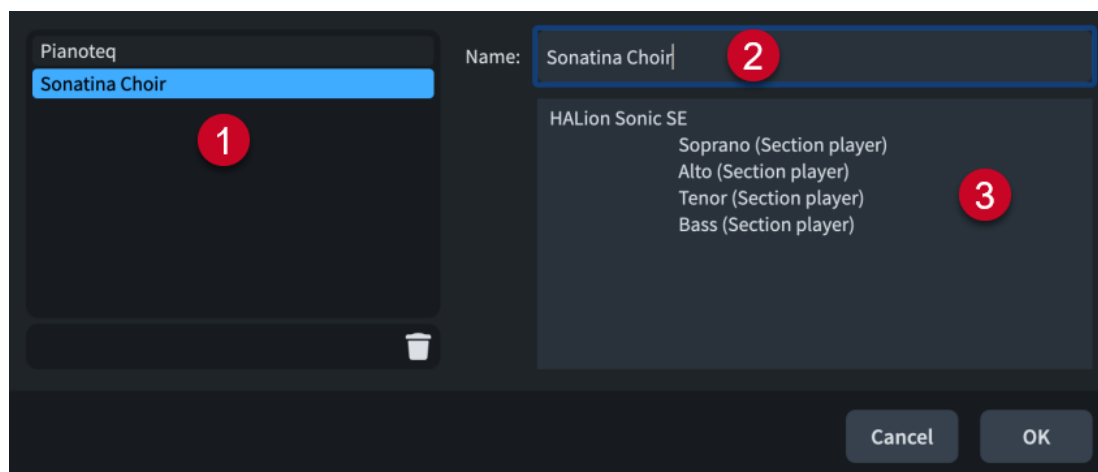 Pianoteq
Sonatina Choir
1
Name:
Sonatina Choir
2
HALion Sonic SE
Soprano (Section player)
Alto (Section player)
Tenor (Section player)
Bass (Section player)
3
Cancel
OK